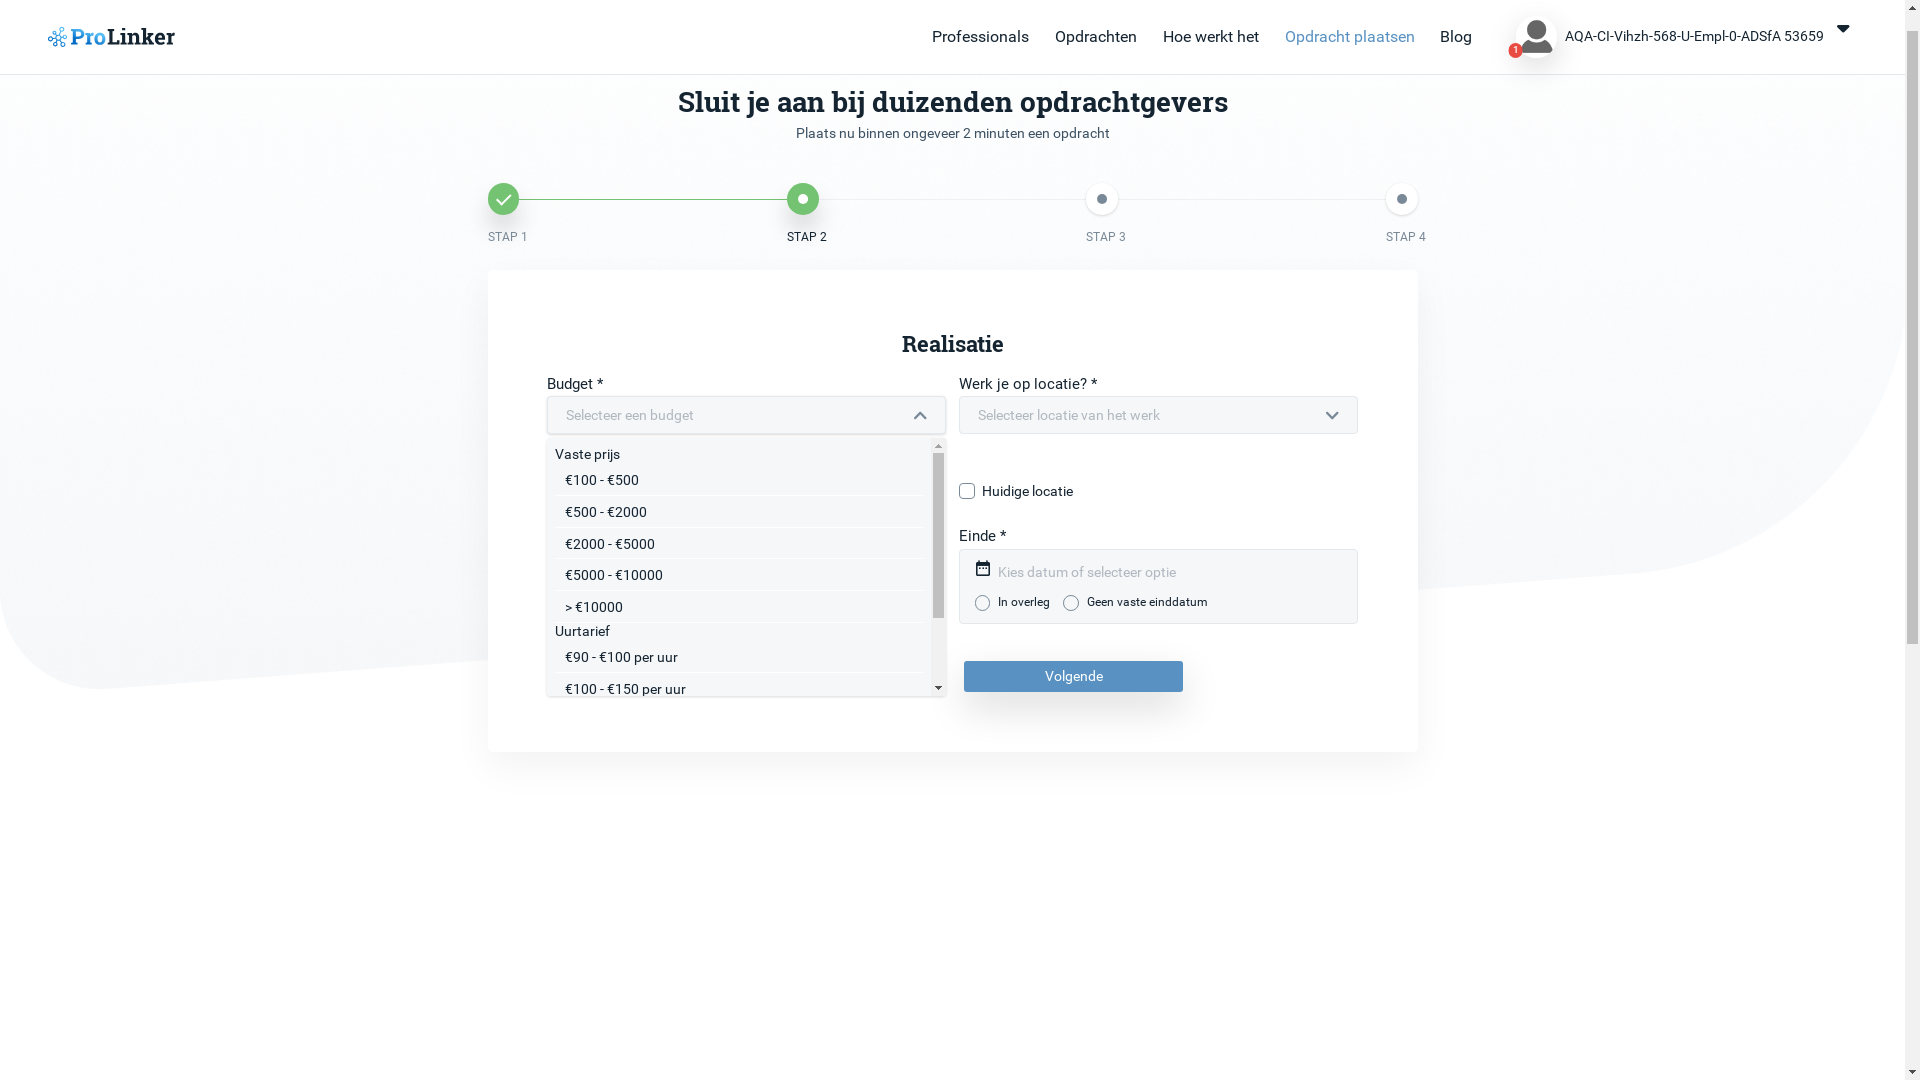 ProLinker
Professionals Opdrachten Hoe werkt het Opdracht plaatsen Blog 1 AQA-CI-Vihzh-568-U-Empl-0-ADSfA 53659
Sluit je aan bij duizenden opdrachtgevers
Plaats nu binnen ongeveer 2 minuten een opdracht
STAP 1 STAP 2 STAP 3 STAP 4
Realisatie
Budget * Werk je op locatie? *
Selecteer een budget Selecteer locatie van het werk
Vaste prijs
€100 - €500
€500 - €2000
€2000 - €5000
€5000 - €10000
> €10000
Uurtarief
€90 - €100 per uur
€100 - €150 per uur
Huidige locatie
Einde *
Kies datum of selecteer optie
In overleg Geen vaste einddatum
Volgende